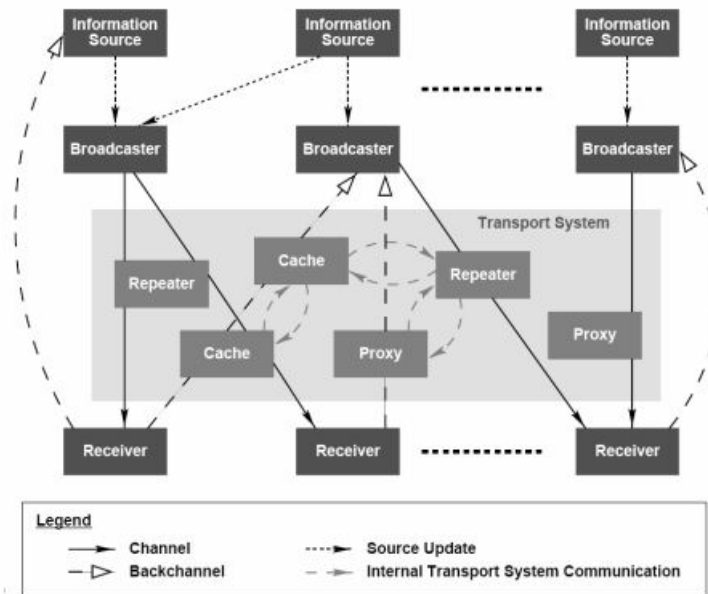 Information
Source
Information
Source
Information
Source
Broadcaster
Broadcaster
Broadcaster
Transport System
Cache
Repeater
Repeater
Cache
Proxy
Proxy
Receiver
Receiver
Receiver
Legend
Channel
Source Update
Backchannel
Internal Transport System Communication